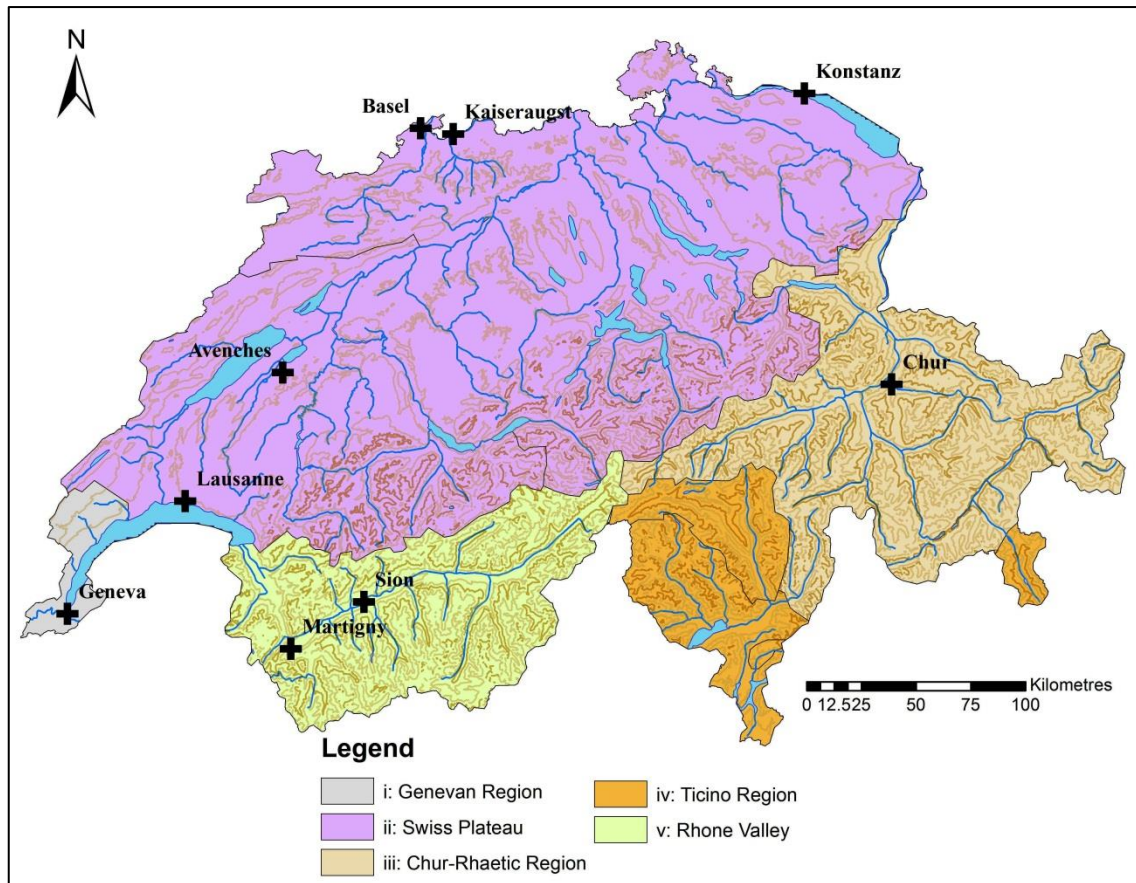 N
Konstanz
Basel
Kaiseraugst
Avenches
Chur
Lausanne
Sion
Geneva
Martigny
Kilometres
0 12.525 50 75 100
Legend
i: Genevan Region
ii: Swiss Plateau
iii: Chur-Rhaetic Region
iv: Ticino Region
v: Rhone Valley